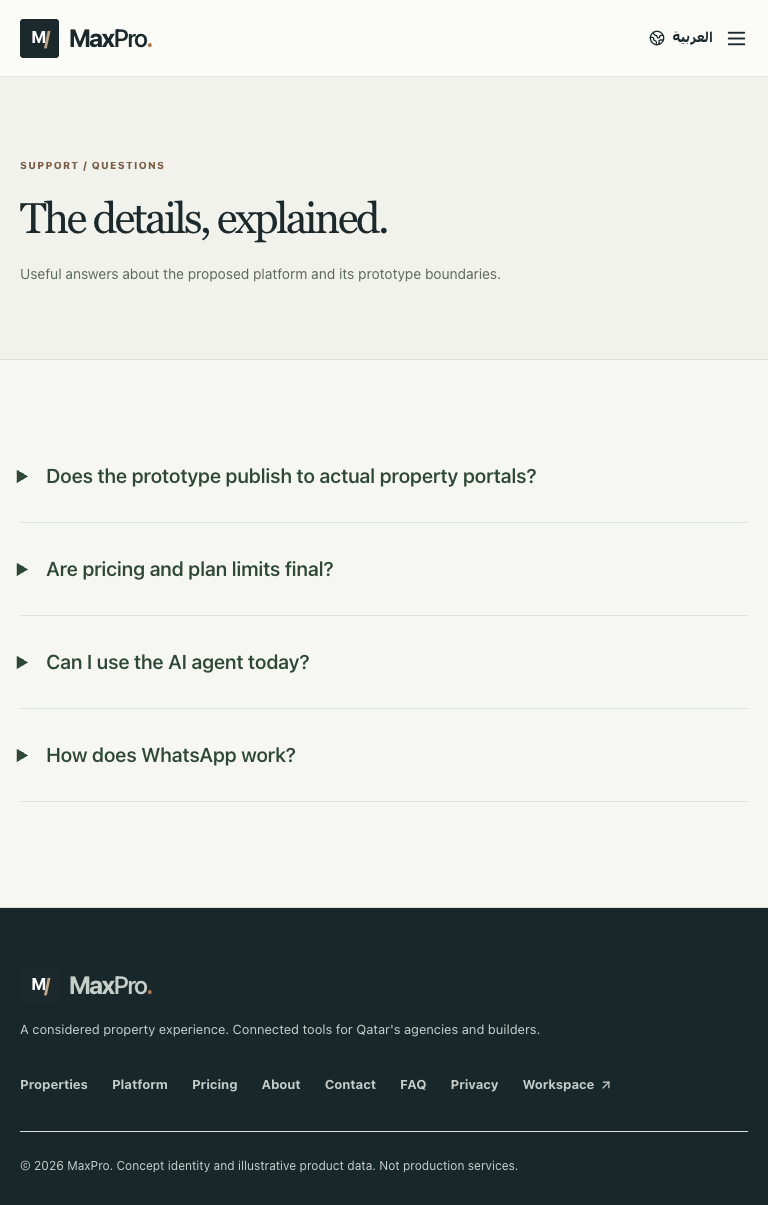 M/ MaxPro.
العربية
SUPPORT / QUESTIONS
The details, explained.
Useful answers about the proposed platform and its prototype boundaries.
Does the prototype publish to actual property portals?
Are pricing and plan limits final?
Can I use the AI agent today?
How does WhatsApp work?
M/ MaxPro.
A considered property experience. Connected tools for Qatar's agencies and builders.
Properties Platform Pricing About Contact FAQ Privacy Workspace
© 2026 MaxPro. Concept identity and illustrative product data. Not production services.